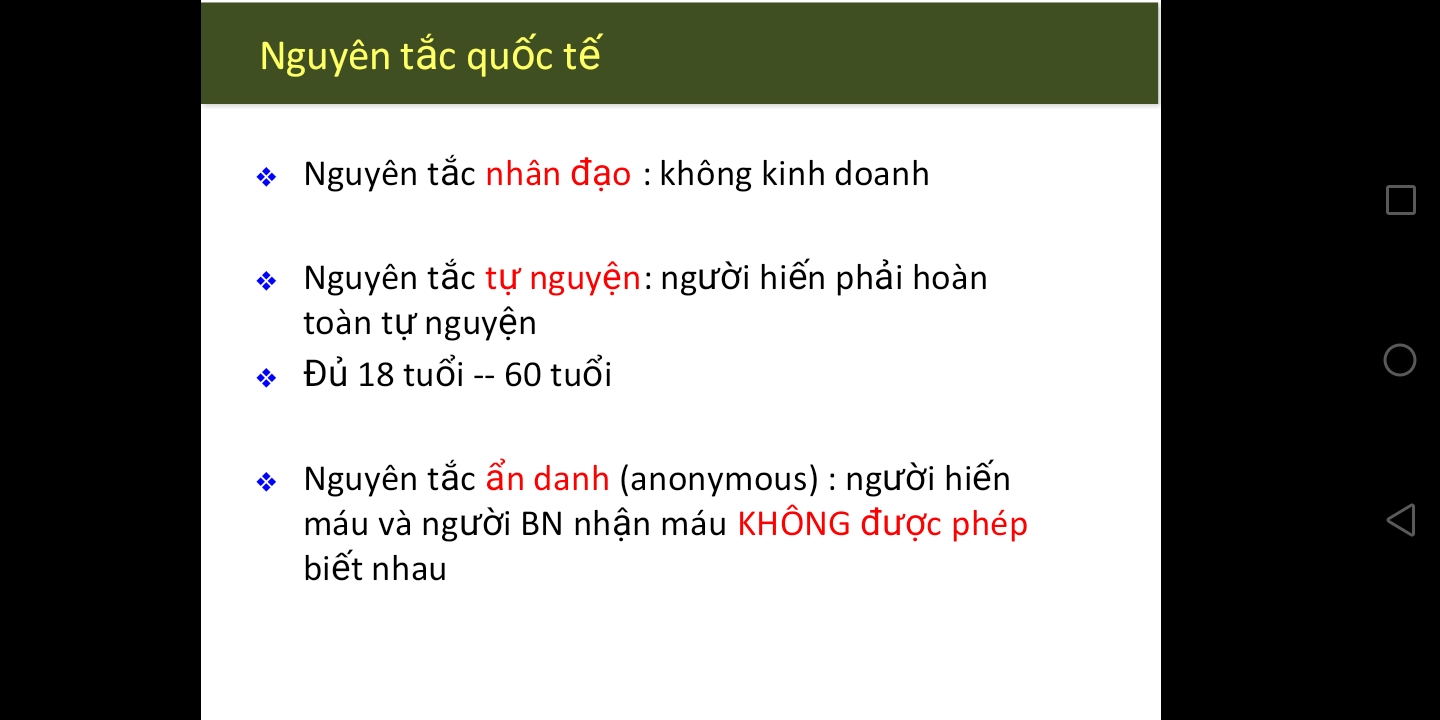 Nguyên tắc quốc tế
❖ Nguyên tắc nhân đạo : không kinh doanh
❖ Nguyên tắc tự nguyện: người hiến phải hoàn
toàn tự nguyện
❖ Đủ 18 tuổi -- 60 tuổi
❖ Nguyên tắc ẩn danh (anonymous) : người hiến
máu và người BN nhận máu KHÔNG được phép
biết nhau